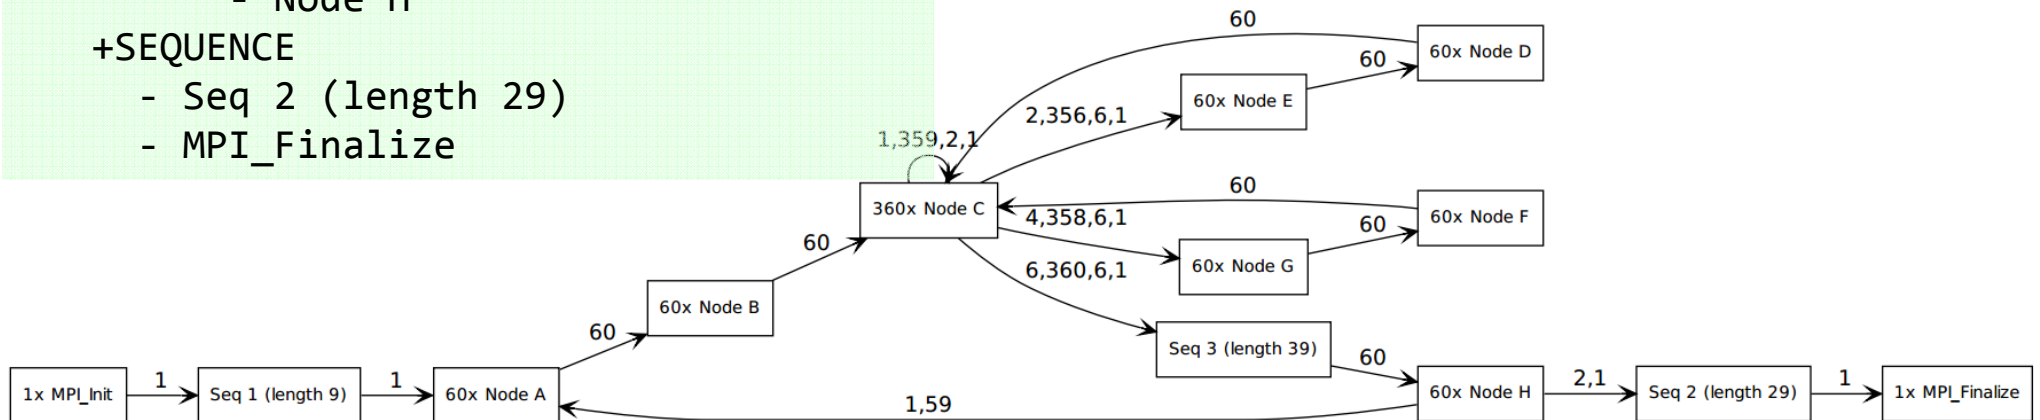 - Node H
+SEQUENCE
- Seq 2 (length 29)
- MPI_Finalize
60
60x Node D
60
60x Node E
2,356,6,1
1,359,2,1
60
60x Node F
360x Node C
4,358,6,1
60
60
60x Node G
6,360,6,1
60x Node B
60
Seq 3 (length 39)
60
1x MPI_Init
1
Seq 1 (length 9)
1
60x Node A
60x Node H
2,1
Seq 2 (length 29)
1
1x MPI_Finalize
1,59